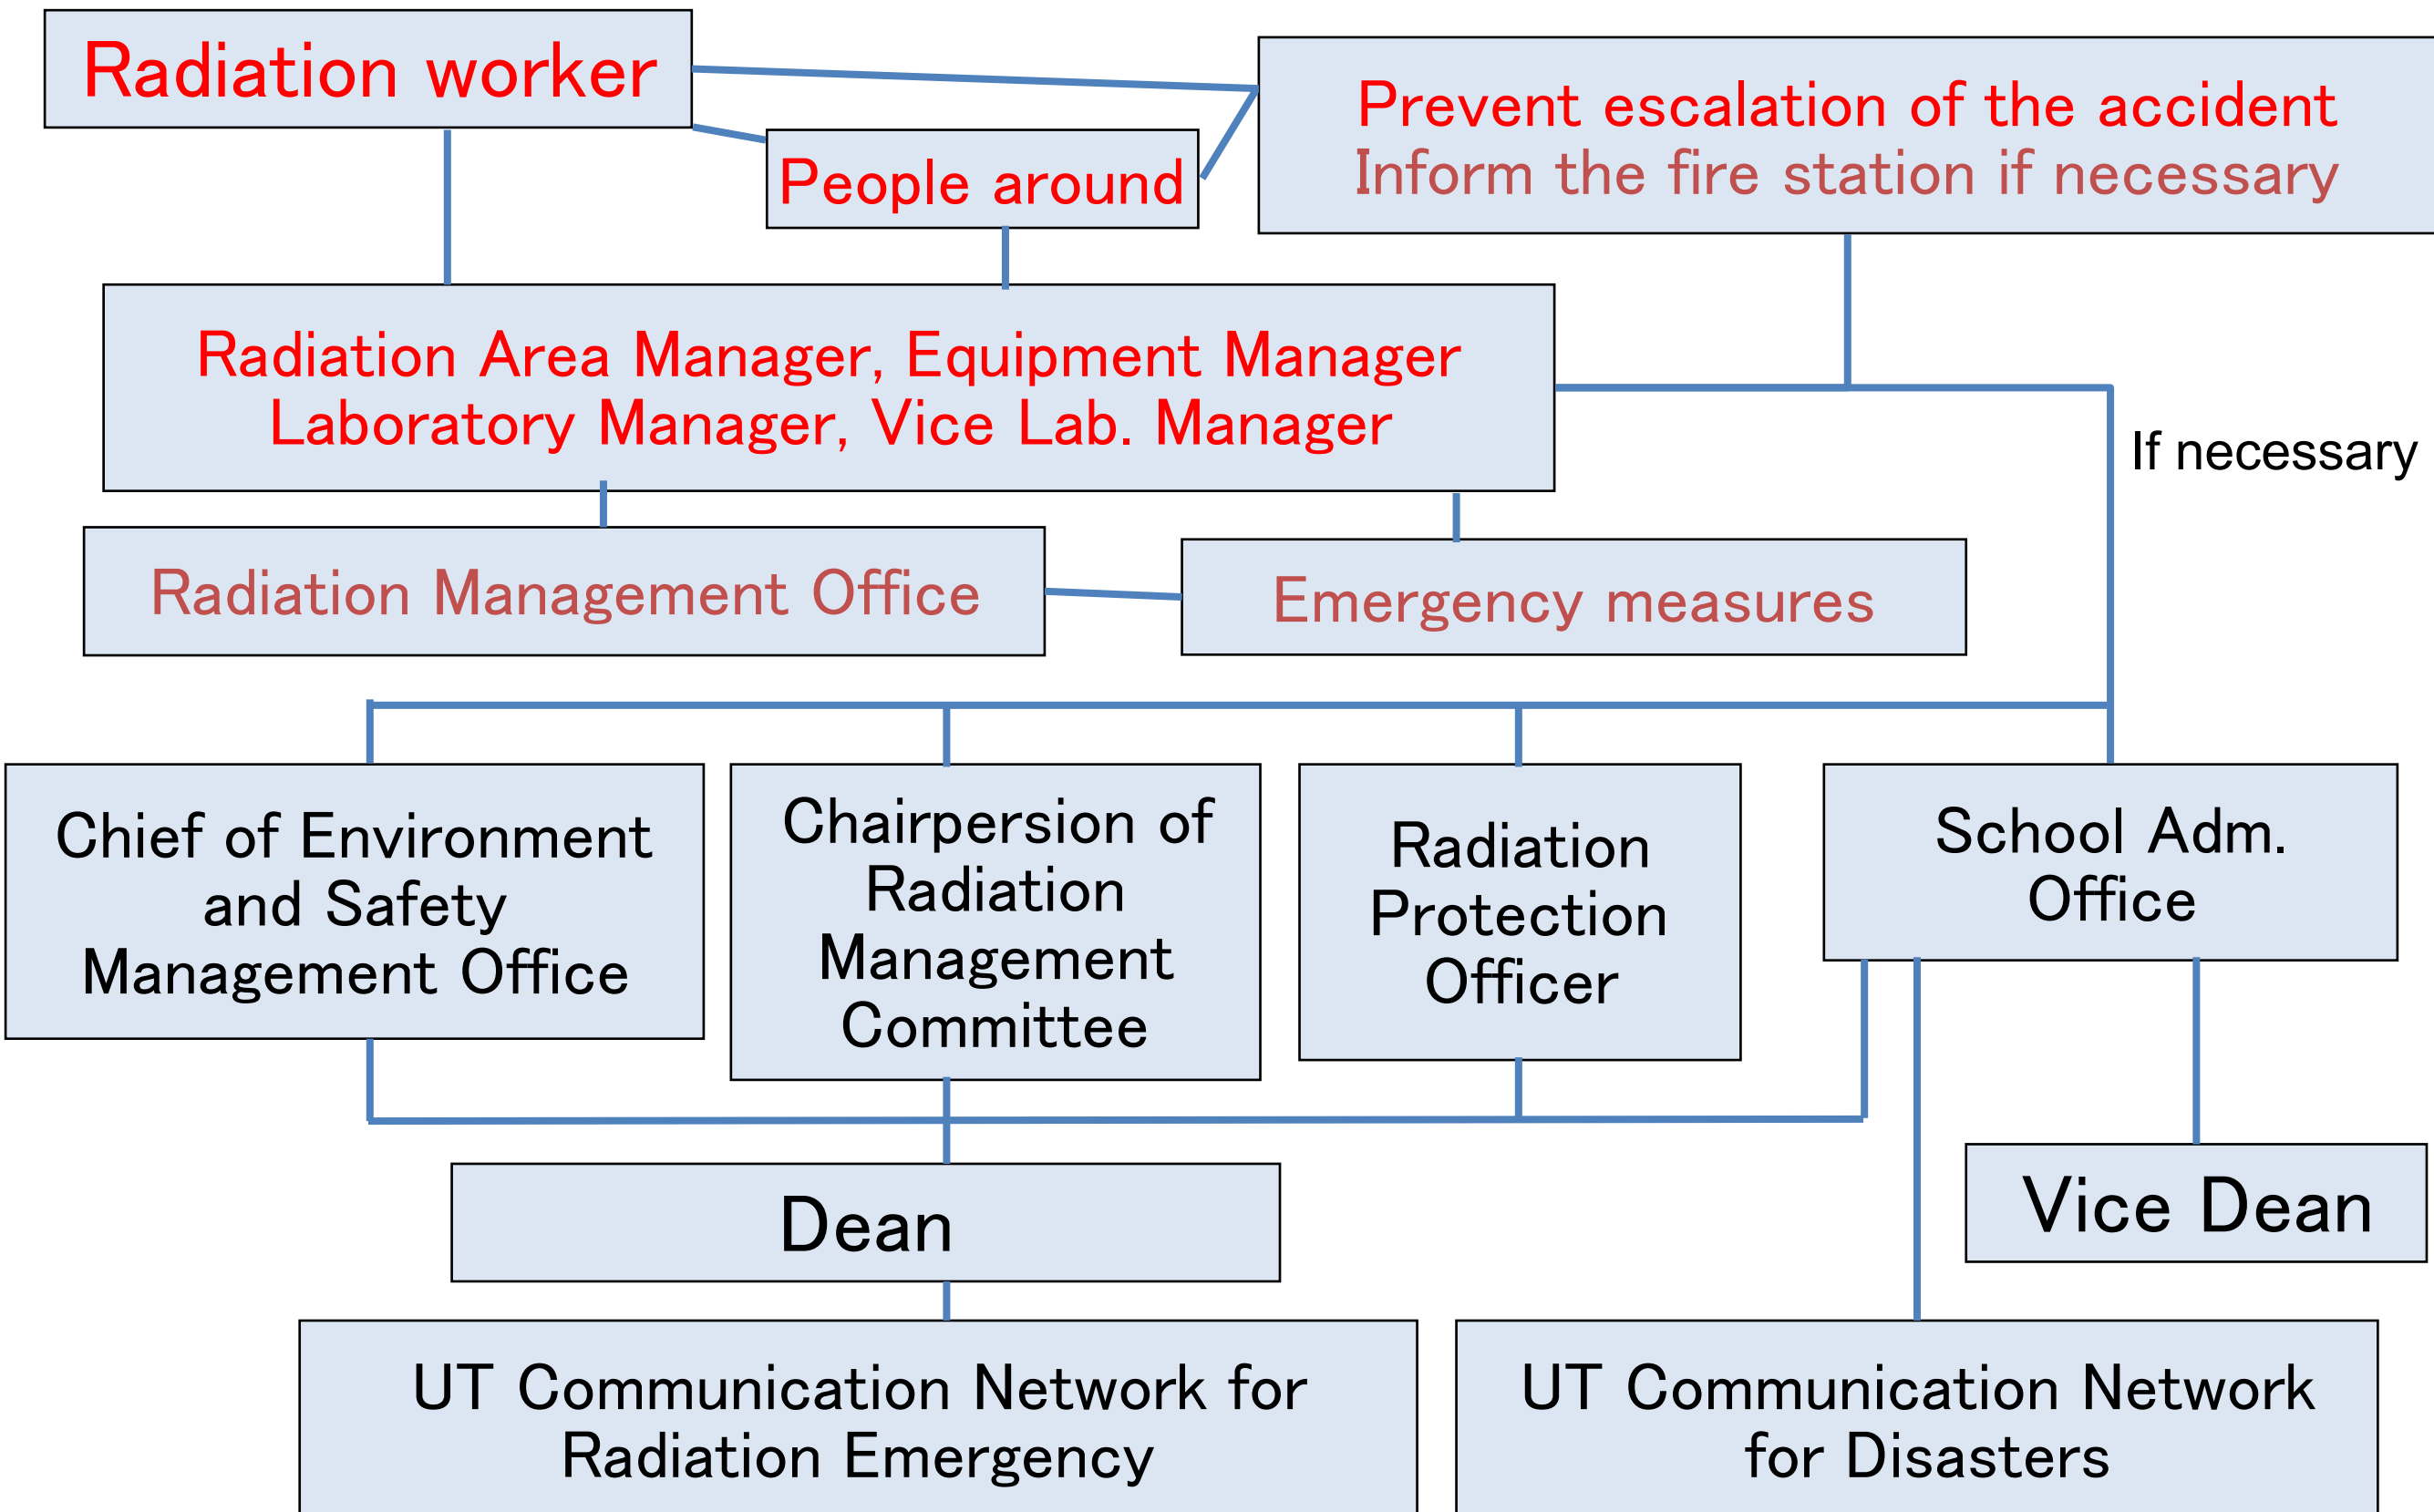 Radiation worker
Prevent escalation of the accident
Inform the fire station if necessary
People around
Radiation Area Manager, Equipment Manager
Laboratory Manager, Vice Lab. Manager
If necessary
Radiation Management Office
Emergency measures
Chief of Environment
and Safety
Management Office
Chairpersion of
Radiation
Management
Committee
Radiation
Protection
Officer
School Adm.
Office
Dean
Vice Dean
UT Communication Network for
Radiation Emergency
UT Communication Network
for Disasters